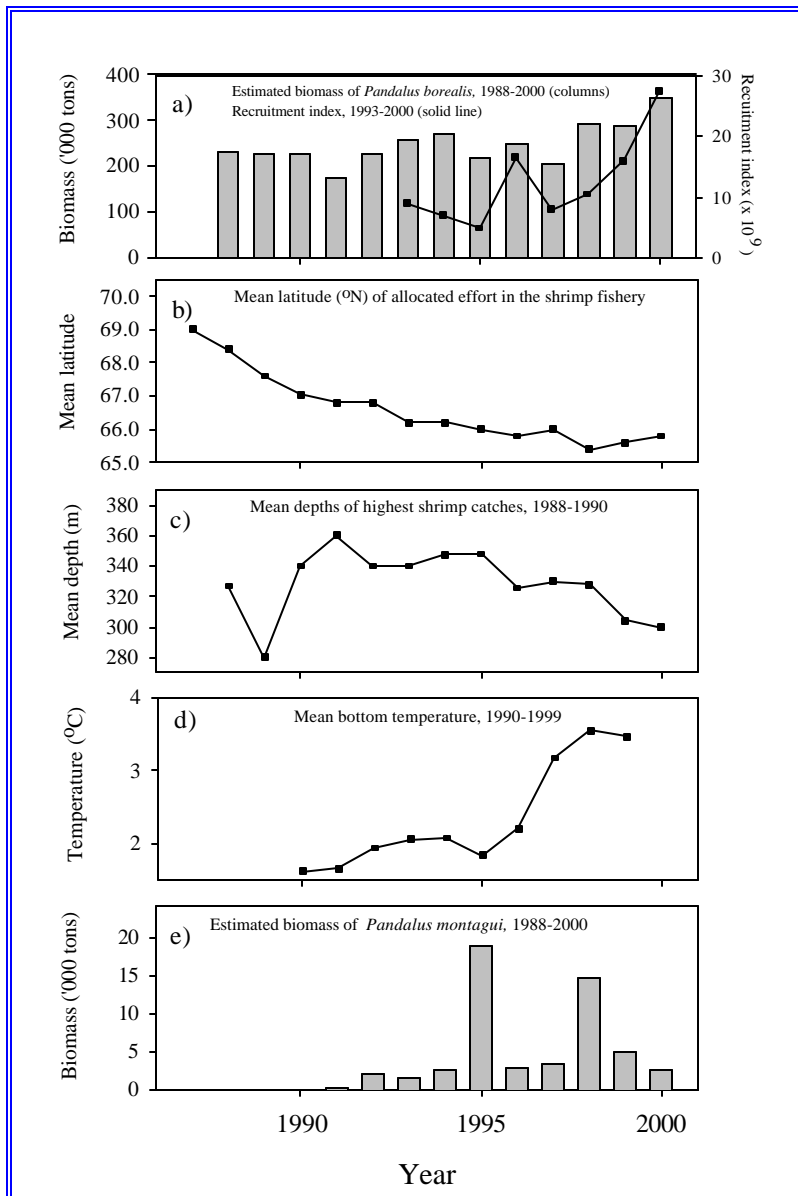 400
300
200
100
0
Biomass ('000 tons)
a)
Estimated biomass of Pandalus borealis, 1988-2000 (columns)
Recruitment index, 1993-2000 (solid line)
30
20
10
0
Recuitment index (x 10⁹)
70.0
69.0
68.0
67.0
66.0
65.0
Mean latitude
b)
Mean latitude (ºN) of allocated effort in the shrimp fishery
380
360
340
320
300
280
Mean depth (m)
c)
Mean depths of highest shrimp catches, 1988-1990
4
3
2
Temperature (ºC)
d)
Mean bottom temperature, 1990-1999
20
15
10
5
0
Biomass ('000 tons)
e)
Estimated biomass of Pandalus montagui, 1988-2000
1990 1995 2000
Year